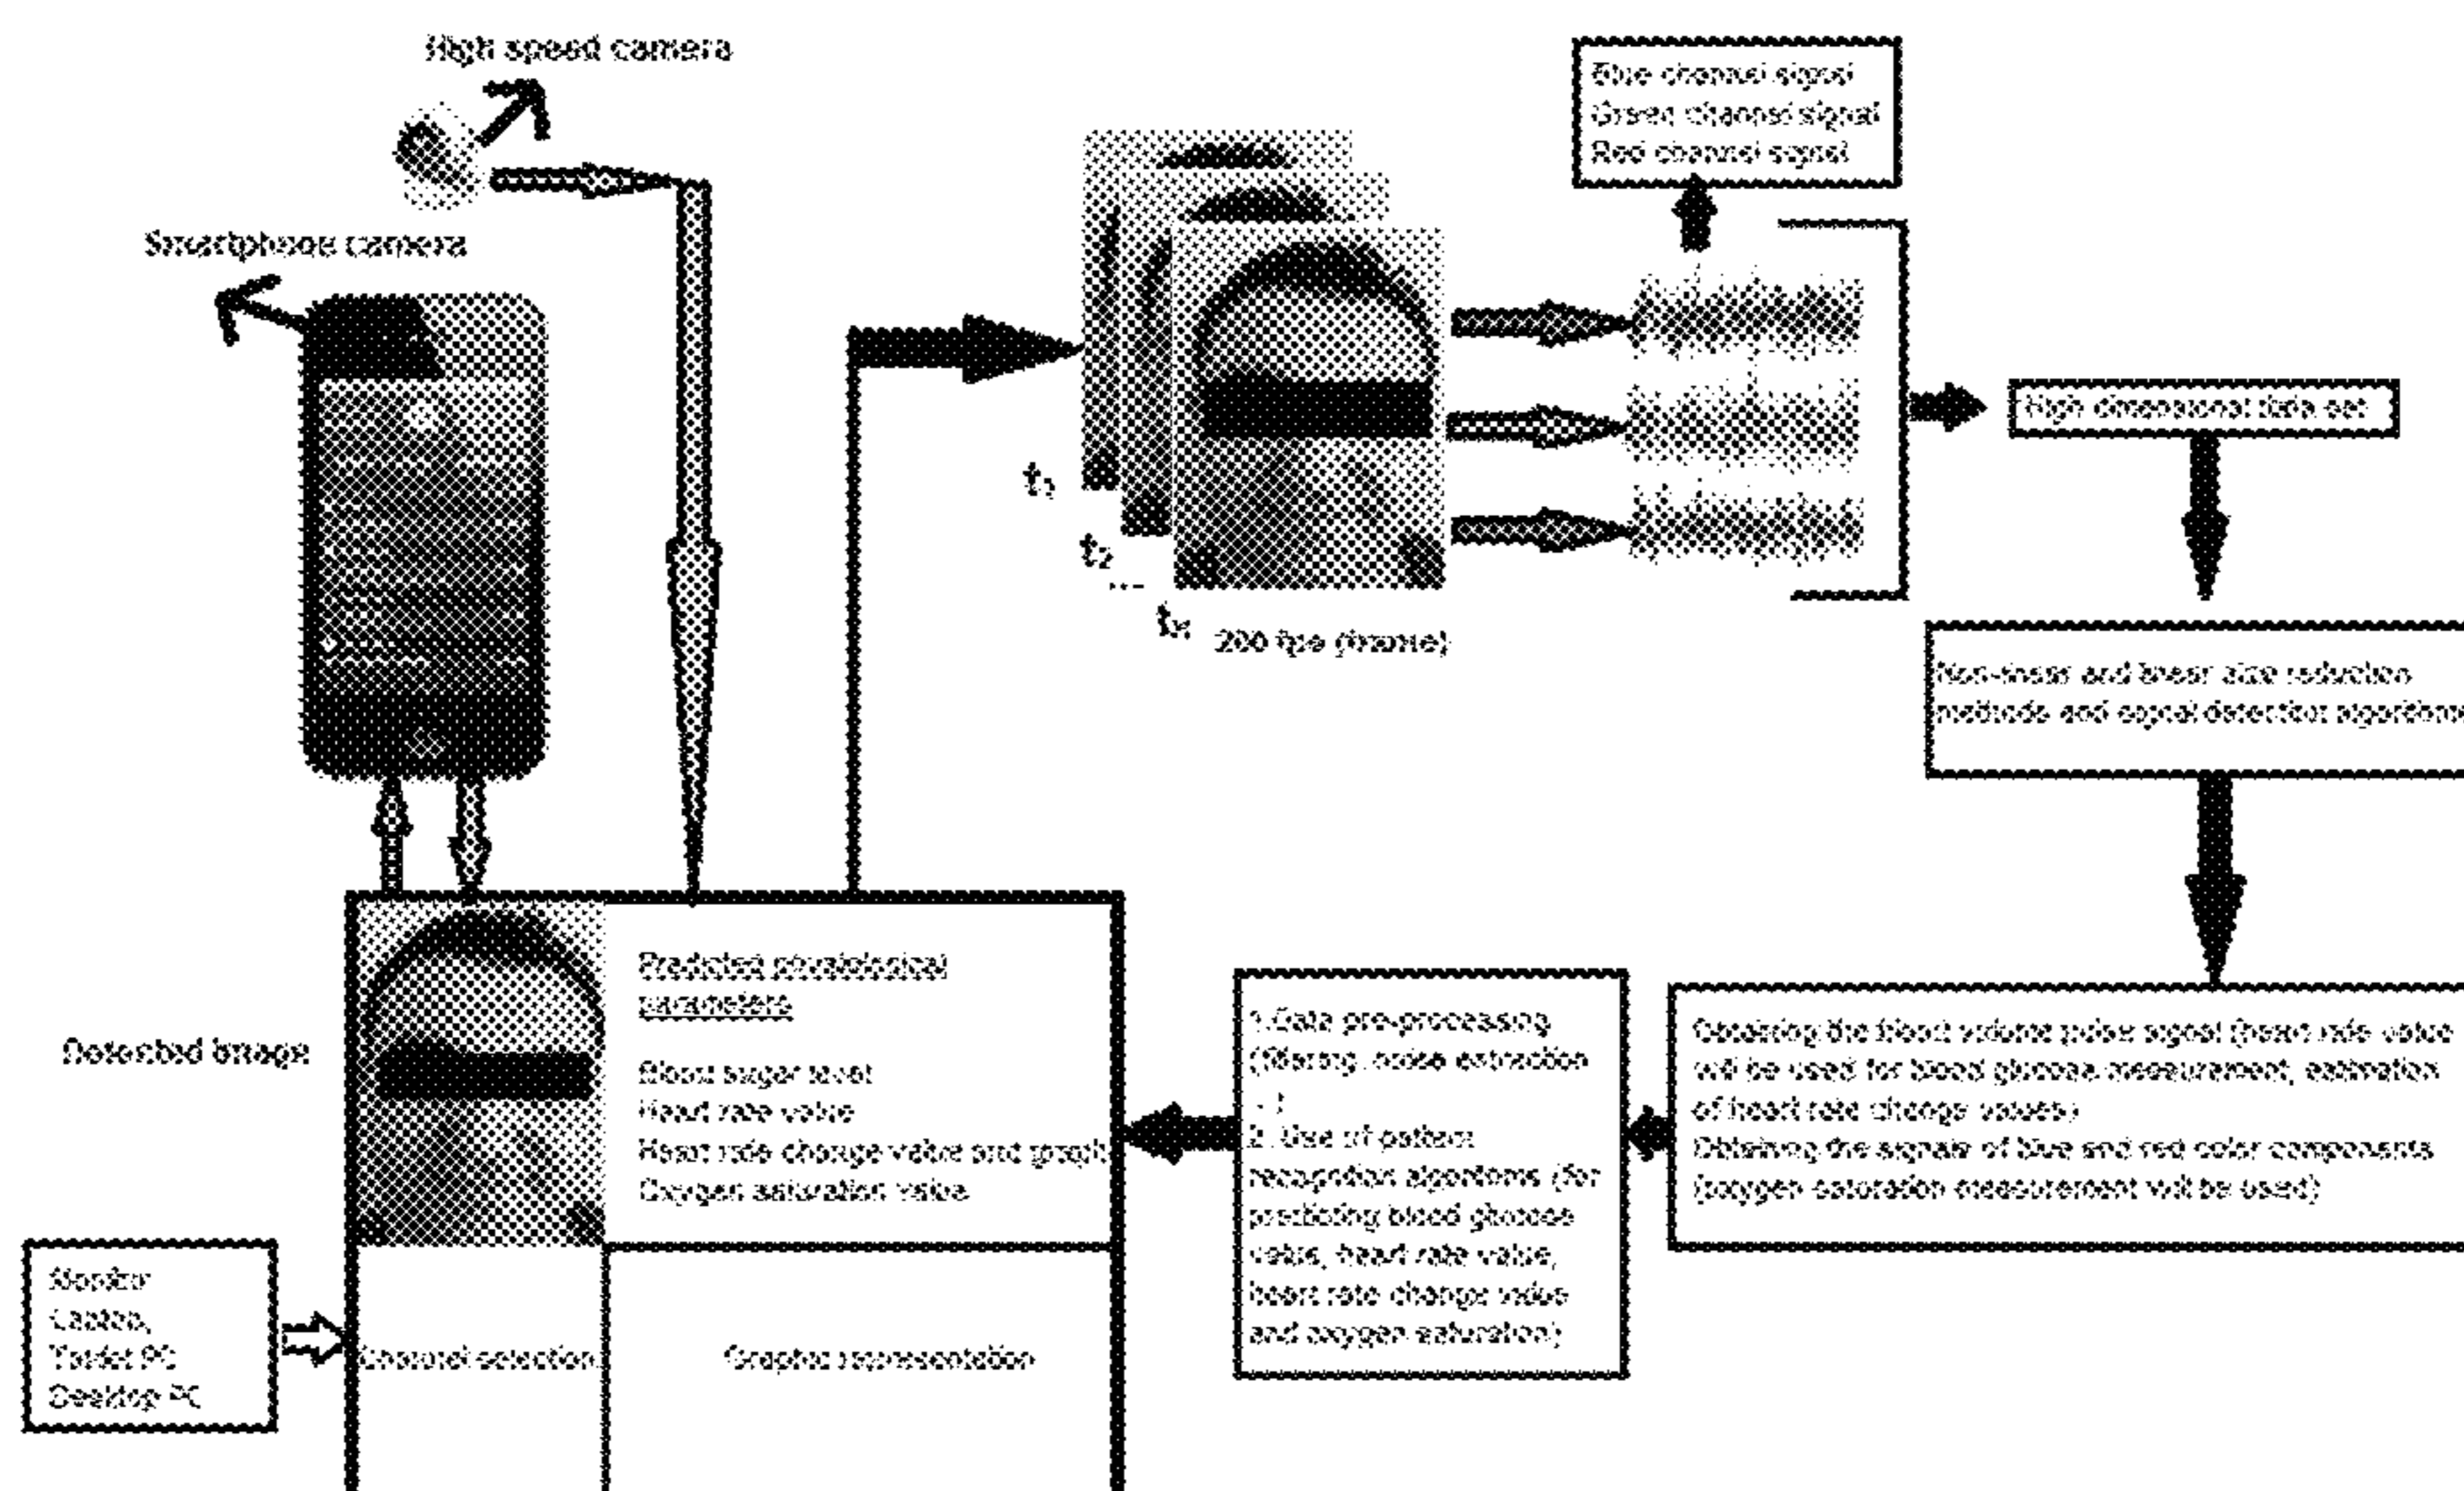 High speed camera
Smartphone camera
Blue channel signal
Green channel signal
Red channel signal
t1
t2
...
tn
200 fps (frame)
High dimensional data set
Non-linear and linear size reduction
methods and signal detection algorithms
Obtaining the blood volume pulse signal (heart rate value
will be used for blood glucose measurement, estimation
of heart rate change values)
Obtaining the signals of blue and red color components
(oxygen saturation measurement will be used)
1.Data pre-processing
(filtering, noise extraction
..)
2. Use of pattern
recognition algorithms (for
predicting blood glucose
value, heart rate value,
heart rate change value
and oxygen saturation)
Predicted physiological
parameters
Blood sugar level
Heart rate value
Heart rate change value and graph
Oxygen saturation value
Detected image
Monitor
Laptop,
Tablet PC
Desktop PC
Channel selection
Graphic representation